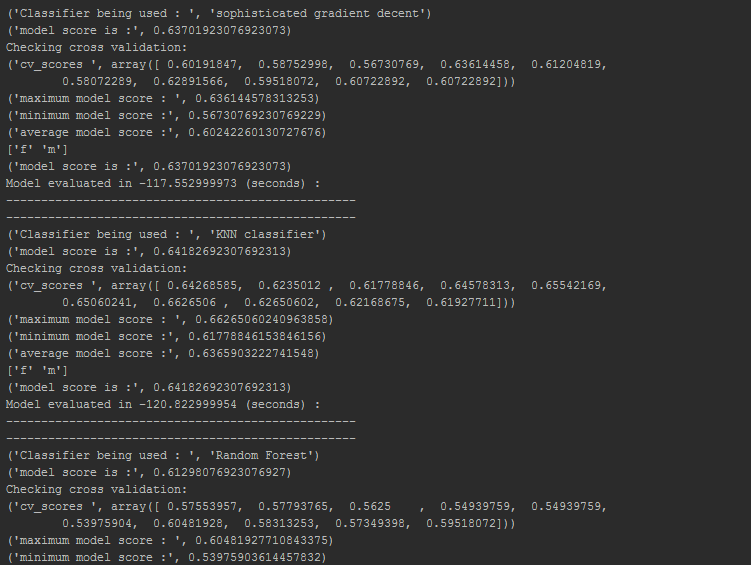 ('Classifier being used : ', 'sophisticated gradient decent')
('model score is :', 0.63701923076923073)
Checking cross validation:
('cv_scores ', array([ 0.60191847,  0.58752998,  0.56730769,  0.63614458,  0.61204819,
        0.58072289,  0.62891566,  0.59518072,  0.60722892,  0.60722892]))
('maximum model score : ', 0.636144578313253)
('minimum model score :', 0.56730769230769229)
('average model score :', 0.60242260130727676)
['f' 'm']
('model score is :', 0.63701923076923073)
Model evaluated in -117.552999973 (seconds) :
--------------------------------------------------
--------------------------------------------------
('Classifier being used : ', 'KNN classifier')
('model score is :', 0.64182692307692313)
Checking cross validation:
('cv_scores ', array([ 0.64268585,  0.6235012 ,  0.61778846,  0.64578313,  0.65542169,
        0.65060241,  0.6626506 ,  0.62650602,  0.62168675,  0.61927711]))
('maximum model score : ', 0.66265060240963858)
('minimum model score :', 0.61778846153846156)
('average model score :', 0.6365903222741548)
['f' 'm']
('model score is :', 0.64182692307692313)
Model evaluated in -120.822999954 (seconds) :
--------------------------------------------------
--------------------------------------------------
('Classifier being used : ', 'Random Forest')
('model score is :', 0.61298076923076927)
Checking cross validation:
('cv_scores ', array([ 0.57553957,  0.57793765,  0.5625    ,  0.54939759,  0.54939759,
        0.53975904,  0.60481928,  0.58313253,  0.57349398,  0.59518072]))
('maximum model score : ', 0.60481927710843375)
('minimum model score :', 0.53975903614457832)